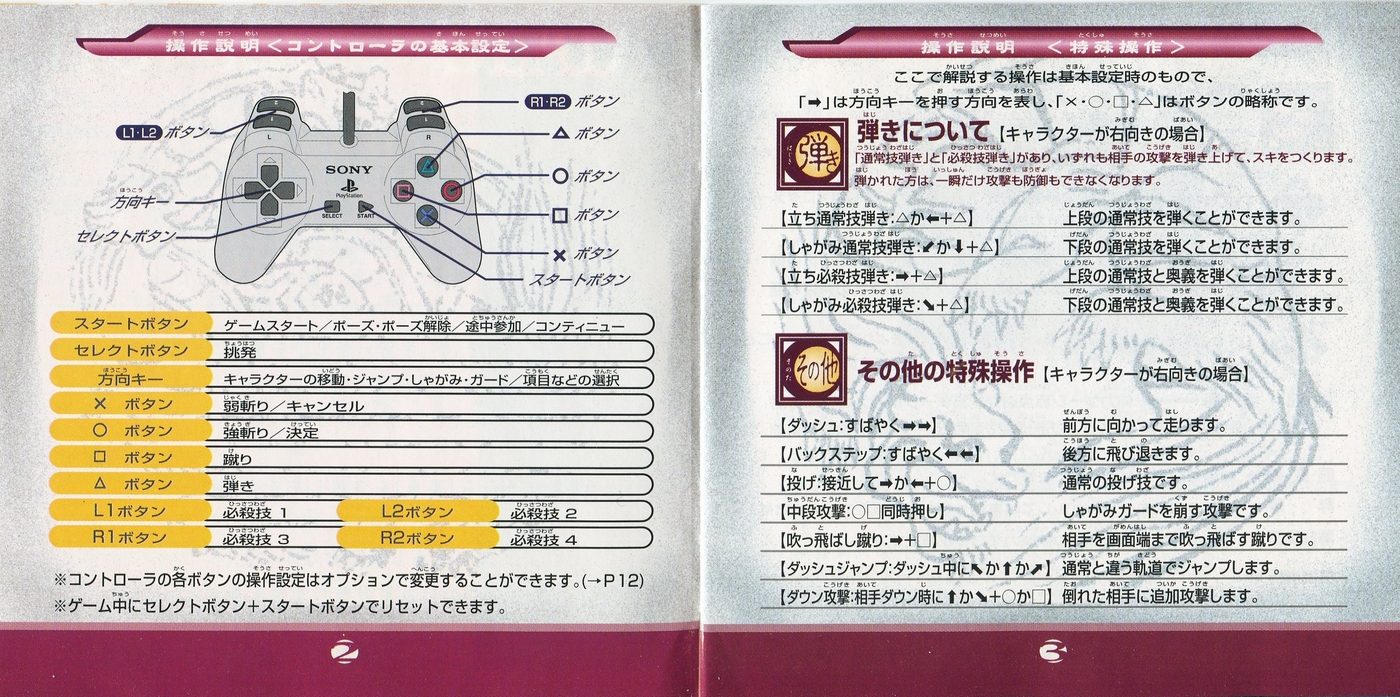 操作説明<コントローラの基本設定>
R1・R2 ボタン
L1・L2 ボタン
△ ボタン
○ ボタン
方向キー
□ ボタン
セレクトボタン
× ボタン
スタートボタン
L
R
SONY
PlayStation
SELECT
START
スタートボタン ゲームスタート/ポーズ・ポーズ解除/途中参加/コンティニュー
セレクトボタン 挑発
方向キー キャラクターの移動・ジャンプ・しゃがみ・ガード/項目などの選択
× ボタン 弱斬り/キャンセル
○ ボタン 強斬り/決定
□ ボタン 蹴り
△ ボタン 弾き
L1ボタン 必殺技 1 L2ボタン 必殺技 2
R1ボタン 必殺技 3 R2ボタン 必殺技 4
※コントローラの各ボタンの操作設定はオプションで変更することができます。(→P12)
※ゲーム中にセレクトボタン+スタートボタンでリセットできます。
2
操作説明 <特殊操作>
ここで解説する操作は基本設定時のもので、
「➡」は方向キーを押す方向を表し、「×・○・□・△」はボタンの略称です。
弾き はじき
弾きについて【キャラクターが右向きの場合】
「通常技弾き」と「必殺技弾き」があり、いずれも相手の攻撃を弾き上げて、スキをつくります。
弾かれた方は、一瞬だけ攻撃も防御もできなくなります。
【立ち通常技弾き:△か⬅+△】 上段の通常技を弾くことができます。
【しゃがみ通常技弾き:⬋か⬇+△】 下段の通常技を弾くことができます。
【立ち必殺技弾き:➡+△】 上段の通常技と奥義を弾くことができます。
【しゃがみ必殺技弾き:⬊+△】 下段の通常技と奥義を弾くことができます。
その他 そのた
その他の特殊操作【キャラクターが右向きの場合】
【ダッシュ:すばやく➡➡】 前方に向かって走ります。
【バックステップ:すばやく⬅⬅】 後方に飛び退きます。
【投げ:接近して➡か⬅+○】 通常の投げ技です。
【中段攻撃:○□同時押し】 しゃがみガードを崩す攻撃です。
【吹っ飛ばし蹴り:➡+□】 相手を画面端まで吹っ飛ばす蹴りです。
【ダッシュジャンプ:ダッシュ中に⬉か⬆か⬈】 通常と違う軌道でジャンプします。
【ダウン攻撃:相手ダウン時に⬆か⬊+○か□】 倒れた相手に追加攻撃します。
3